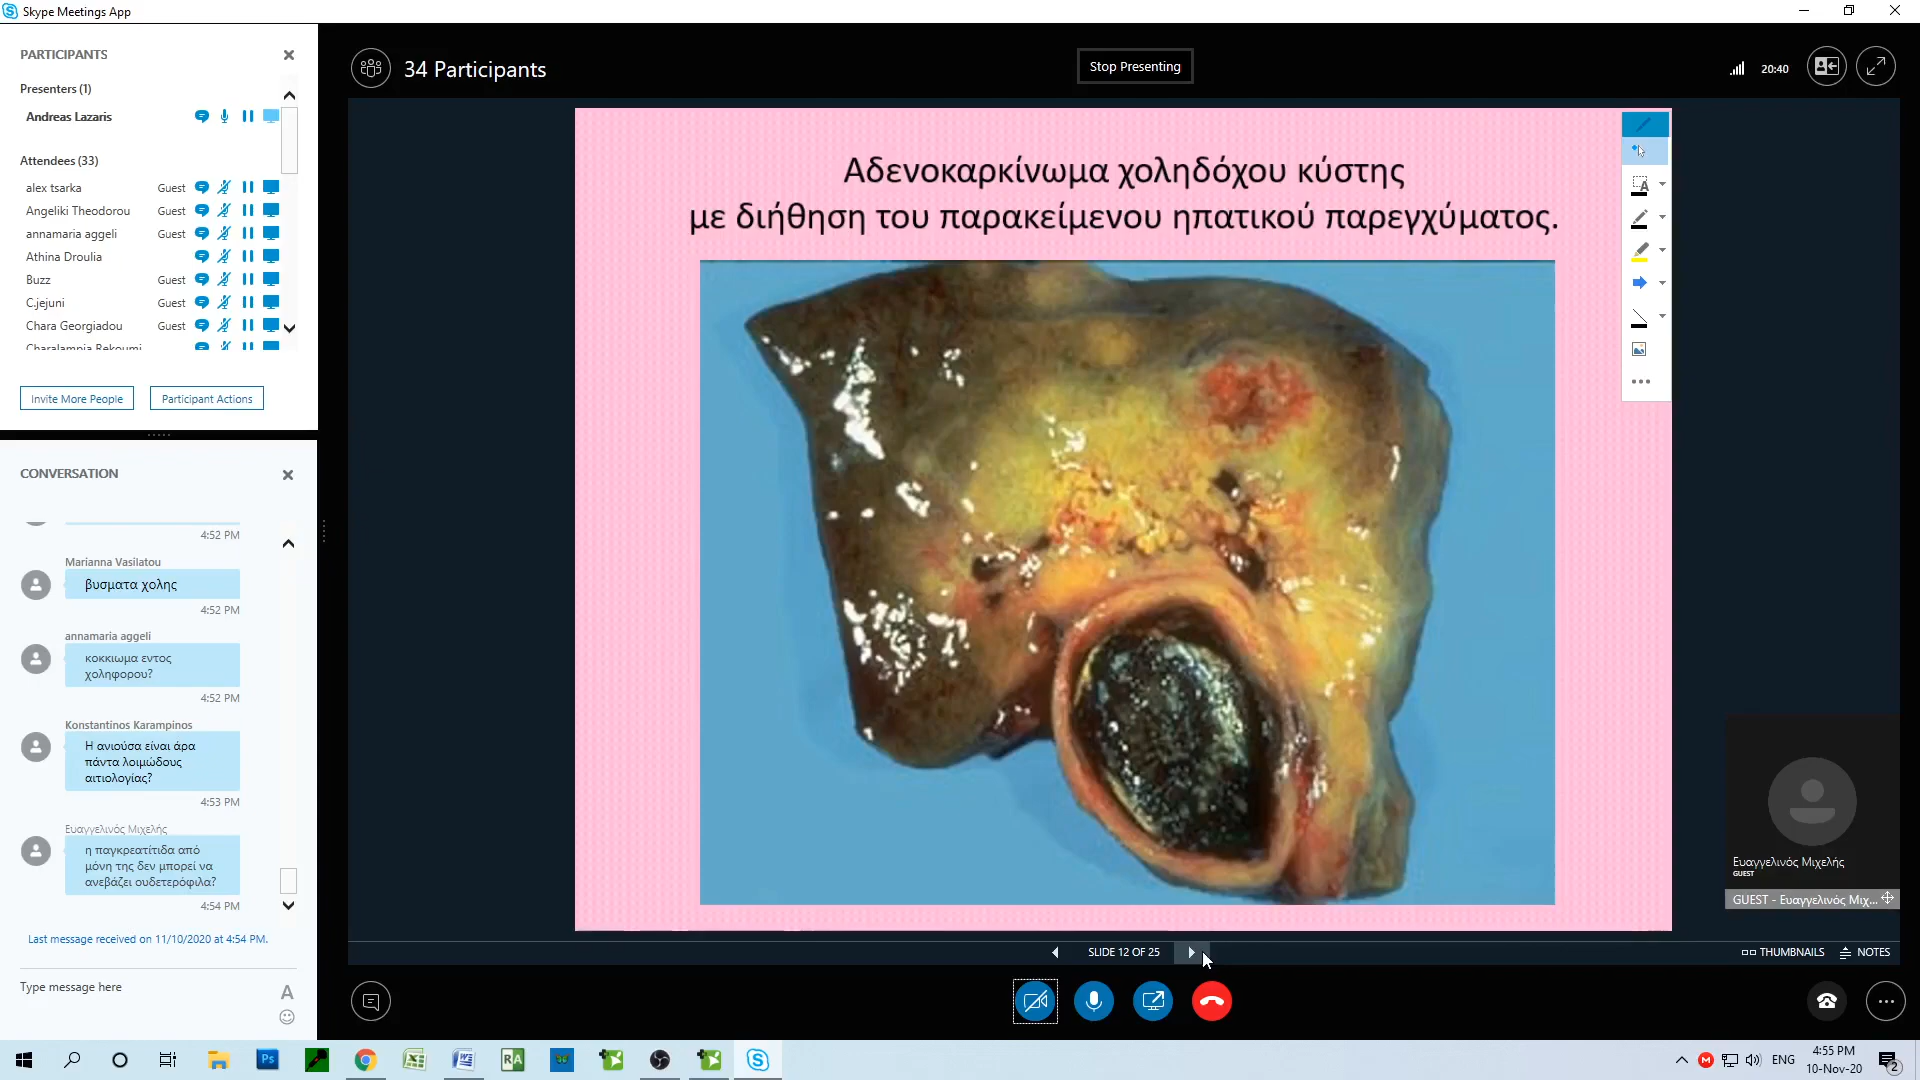 Skype Meetings App
PARTICIPANTS
Presenters (1)
Andreas Lazaris
Attendees (33)
alex tsarka Guest
Angeliki Theodorou Guest
annamaria aggeli Guest
Athina Droulia
Buzz Guest
C.jejuni Guest
Chara Georgiadou Guest
Charalampia Rekoumi
Invite More People
Participant Actions
CONVERSATION
4:52 PM
Marianna Vasilatou
βυσματα χολης
4:52 PM
annamaria aggeli
κοκκιωμα εντος
χοληφορου?
4:52 PM
Konstantinos Karampinos
Η ανιούσα είναι άρα
πάντα λοιμώδους
αιτιολογίας?
4:53 PM
Ευαγγελινός Μιχελής
η παγκρεατίτιδα από
μόνη της δεν μπορεί να
ανεβάζει ουδετερόφιλα?
4:54 PM
Last message received on 11/10/2020 at 4:54 PM.
Type message here
34 Participants
Stop Presenting
20:40
Αδενοκαρκίνωμα χοληδόχου κύστης
με διήθηση του παρακείμενου ηπατικού παρεγχύματος.
Ευαγγελινός Μιχελής
GUEST
GUEST - Ευαγγελινός Μιχ...
SLIDE 12 OF 25
THUMBNAILS
NOTES
ENG
4:55 PM
10-Nov-20
2